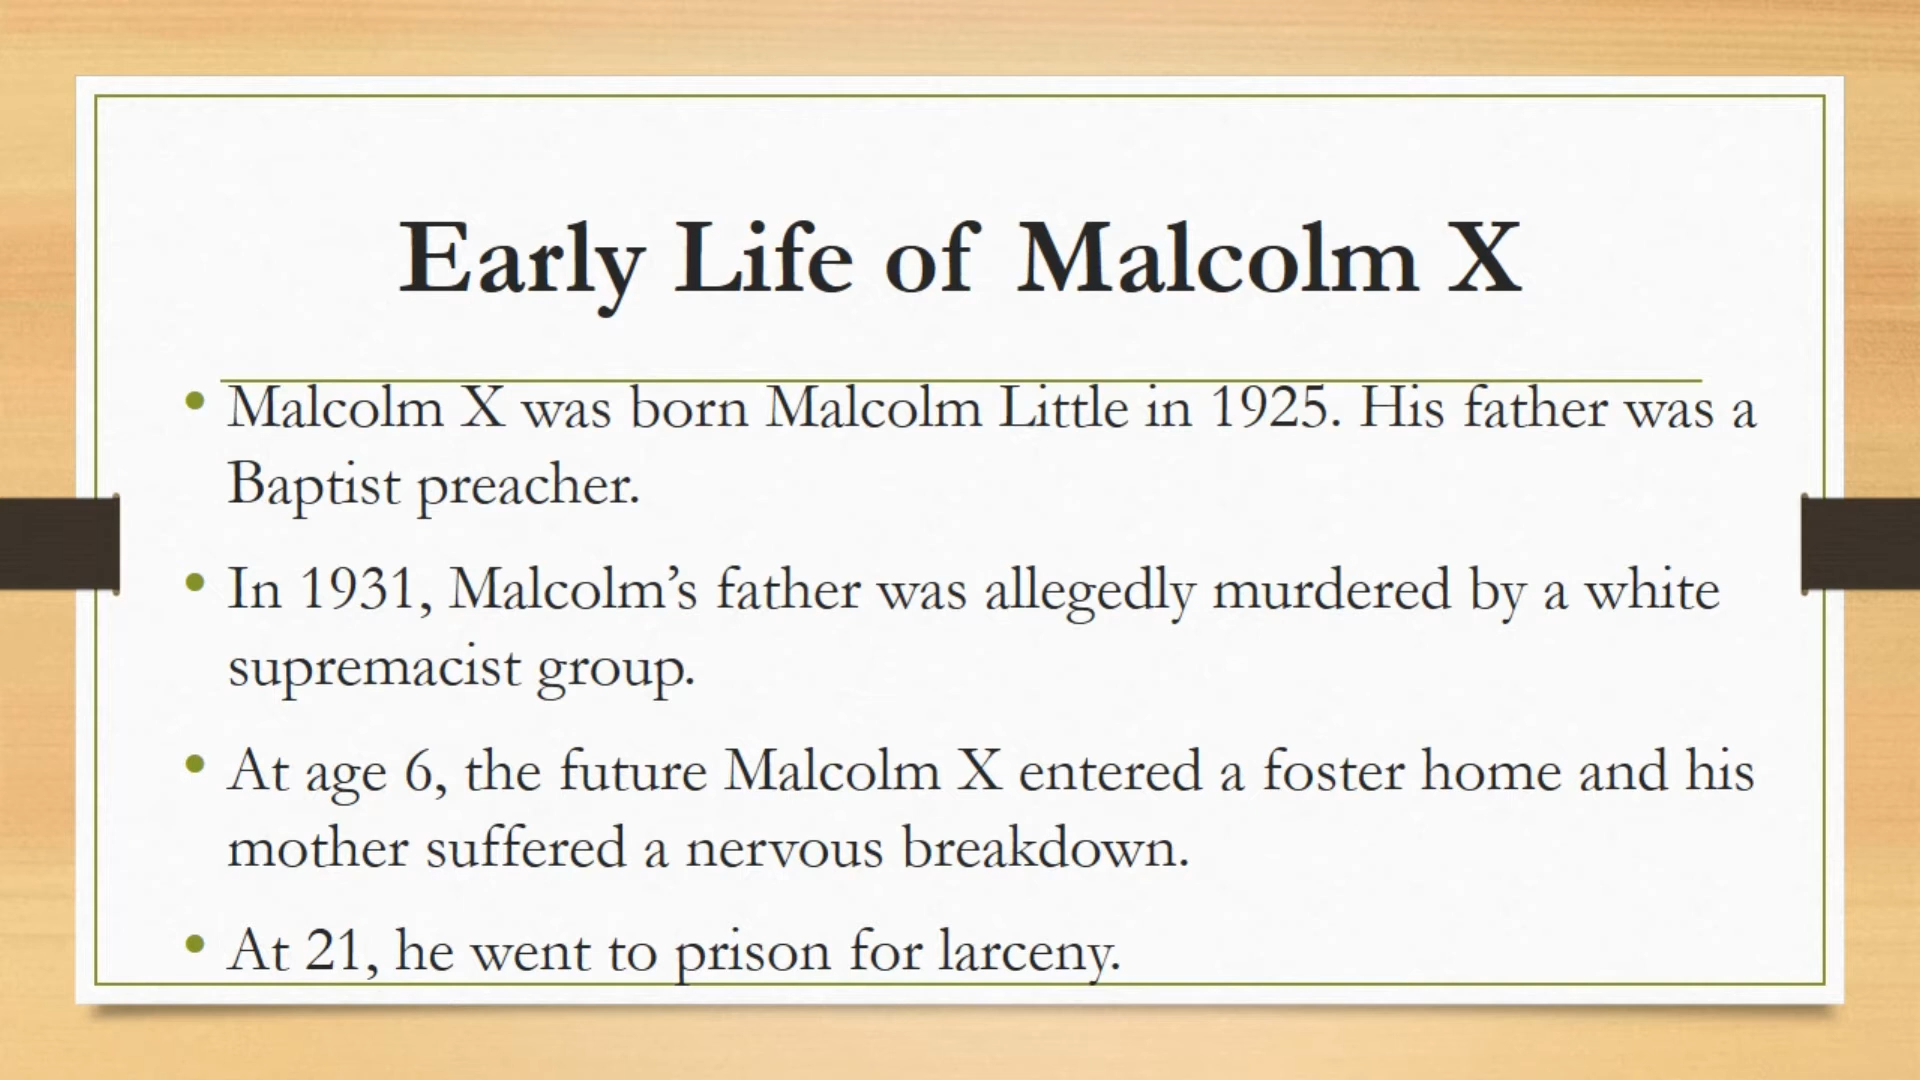 Early Life of Malcolm X
• Malcolm X was born Malcolm Little in 1925. His father was a
Baptist preacher.
• In 1931, Malcolm’s father was allegedly murdered by a white
supremacist group.
• At age 6, the future Malcolm X entered a foster home and his
mother suffered a nervous breakdown.
• At 21, he went to prison for larceny.